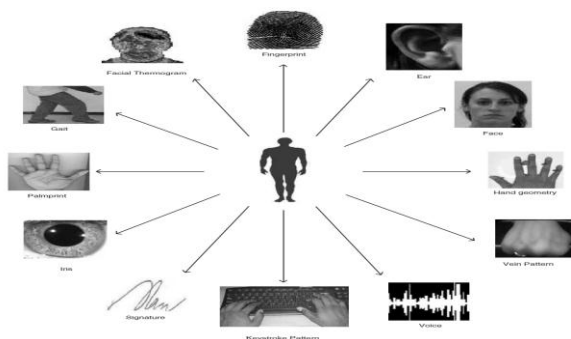 Fingerprint
Facial Thermogram
Ear
Face
Gait
Palmprint
Hand geometry
Iris
Vein Pattern
Signature
Voice
Keystroke Pattern